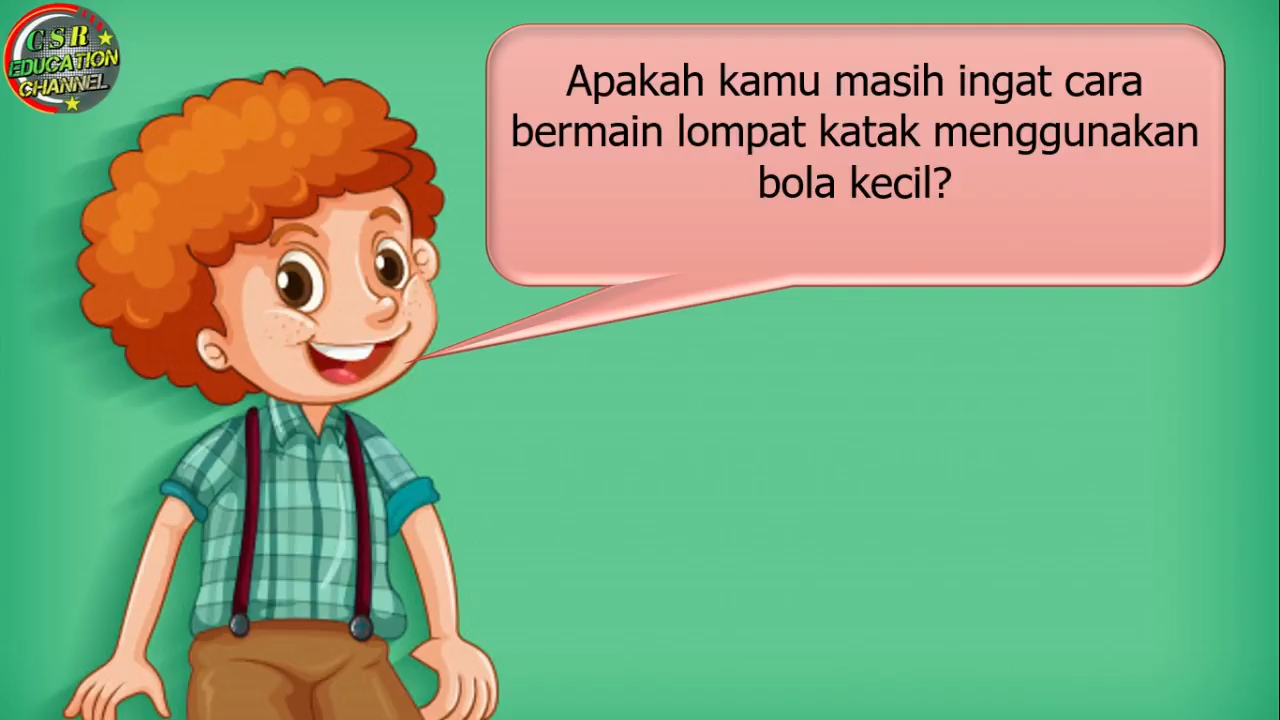 CSR
EDUCATION
CHANNEL
Apakah kamu masih ingat cara
bermain lompat katak menggunakan
bola kecil?